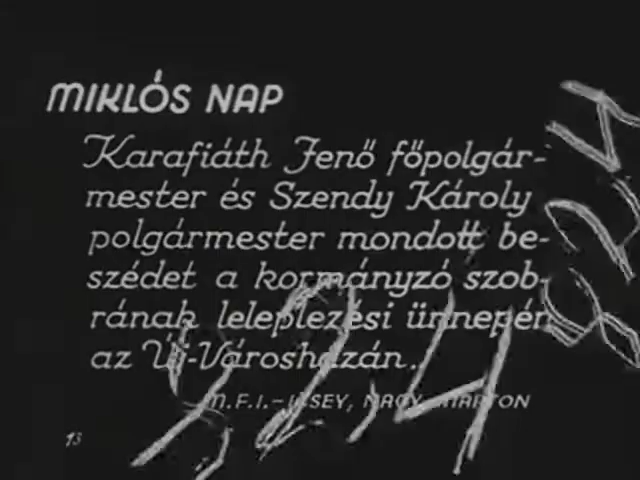 MIKLÓS NAP
Karafiáth Jenő főpolgár-
mester és Szendy Károly
polgármester mondott be-
szédet a kormányzó szob-
rának leleplezési ünnepén
az Új-Városházán.
M.F.I.- NAGY, MÁRTON
13